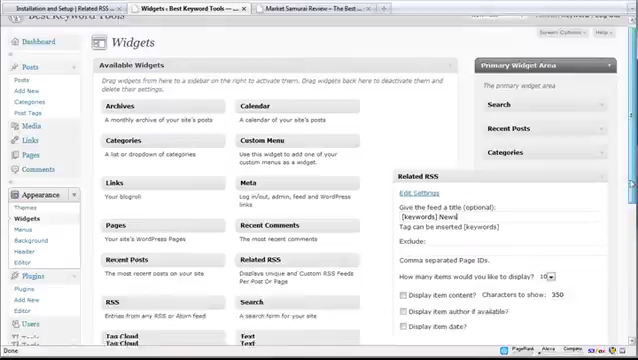 Installation and Setup | Related RSS ...
Widgets ‹ Best Keyword Tools — ...
Market Samurai Review – The Best ...
Best Keyword Tools
Screen Options
Help
Dashboard
Posts
Posts
Add New
Categories
Post Tags
Media
Links
Pages
Comments
Appearance
Themes
Widgets
Menus
Background
Header
Editor
Plugins
Plugins
Add New
Editor
Users
Tools
Widgets
Available Widgets
Drag widgets from here to a sidebar on the right to activate them. Drag widgets back here to deactivate them and
delete their settings.
Archives
A monthly archive of your site's posts
Calendar
A calendar of your site's posts
Categories
A list or dropdown of categories
Custom Menu
Use this widget to add one of your
custom menus as a widget.
Links
Your blogroll
Meta
Log in/out, admin, feed and WordPress
links
Pages
Your site's WordPress Pages
Recent Comments
The most recent comments
Recent Posts
The most recent posts on your site
Related RSS
Displays unique and Custom RSS Feeds
Per Post Or Page
RSS
Entries from any RSS or Atom feed
Search
A search form for your site
Tag Cloud
Text
Primary Widget Area
The primary widget area
Search
Recent Posts
Categories
Related RSS
Edit Settings
Give the feed a title (optional):
[keywords] News
Tag can be inserted [keywords]
Exclude:
Comma separated Page IDs.
How many items would you like to display? 10
Display item content? Characters to show: 350
Display item author if available?
Display item date?
Done
PageRank
Alexa